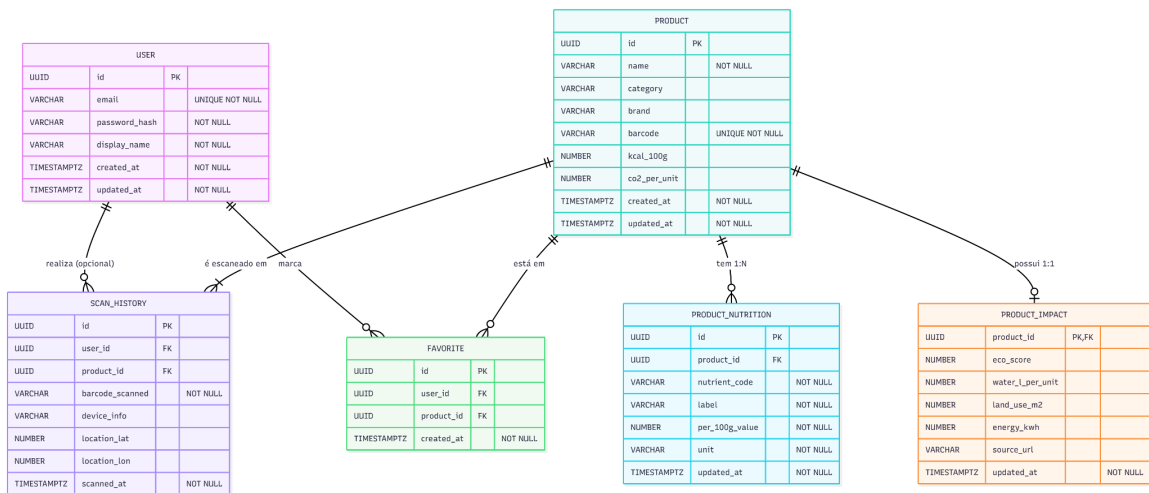 PRODUCT
UUID id PK
VARCHAR name NOT NULL
VARCHAR category
VARCHAR brand
VARCHAR barcode UNIQUE NOT NULL
NUMBER kcal_100g
NUMBER co2_per_unit
TIMESTAMPTZ created_at NOT NULL
TIMESTAMPTZ updated_at NOT NULL
USER
UUID id PK
VARCHAR email UNIQUE NOT NULL
VARCHAR password_hash NOT NULL
VARCHAR display_name NOT NULL
TIMESTAMPTZ created_at NOT NULL
TIMESTAMPTZ updated_at NOT NULL
realiza (opcional)
é escaneado em
marca
está em
tem 1:N
possui 1:1
SCAN_HISTORY
UUID id PK
UUID user_id FK
UUID product_id FK
VARCHAR barcode_scanned NOT NULL
VARCHAR device_info
NUMBER location_lat
NUMBER location_lon
TIMESTAMPTZ scanned_at NOT NULL
FAVORITE
UUID id PK
UUID user_id FK
UUID product_id FK
TIMESTAMPTZ created_at NOT NULL
PRODUCT_NUTRITION
UUID id PK
UUID product_id FK
VARCHAR nutrient_code NOT NULL
VARCHAR label NOT NULL
NUMBER per_100g_value NOT NULL
VARCHAR unit NOT NULL
TIMESTAMPTZ updated_at NOT NULL
PRODUCT_IMPACT
UUID product_id PK,FK
NUMBER eco_score
NUMBER water_l_per_unit
NUMBER land_use_m2
NUMBER energy_kwh
VARCHAR source_url
TIMESTAMPTZ updated_at NOT NULL